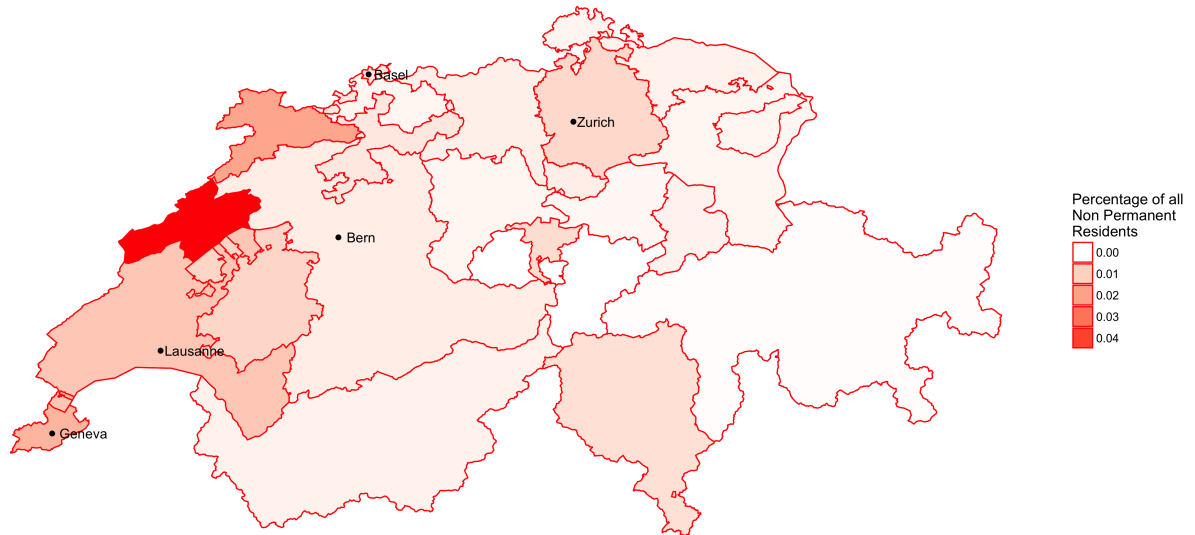 Basel
Zurich
Bern
Lausanne
Geneva
Percentage of all
Non Permanent
Residents
0.00
0.01
0.02
0.03
0.04